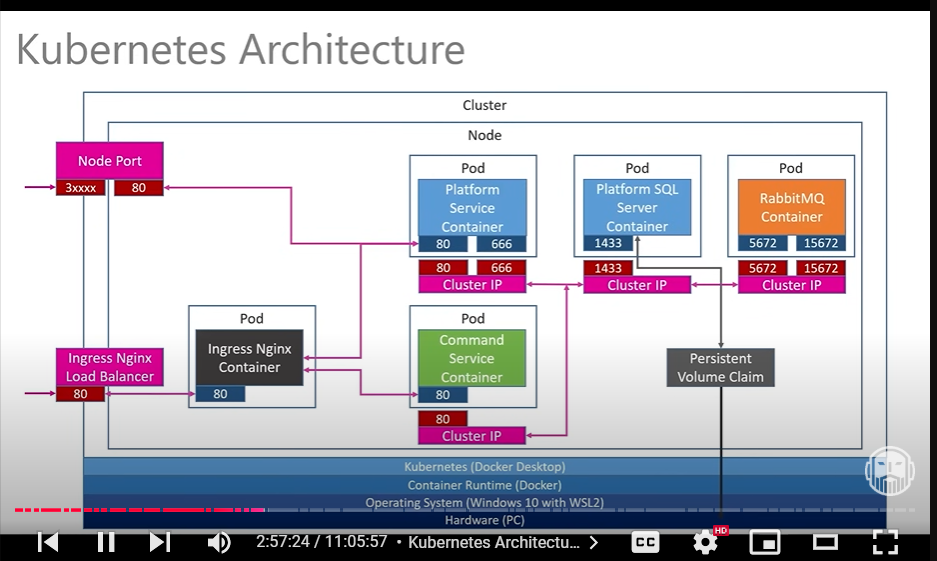 Kubernetes Architecture
Cluster
Node
Node Port
3xxxx 80
Pod
Platform
Service
Container
80 666
80 666
Cluster IP
Pod
Platform SQL
Server
Container
1433
1433
Cluster IP
Pod
RabbitMQ
Container
5672 15672
5672 15672
Cluster IP
Ingress Nginx
Load Balancer
80
Pod
Ingress Nginx
Container
80
Pod
Command
Service
Container
80
80
Cluster IP
Persistent
Volume Claim
Kubernetes (Docker Desktop)
Container Runtime (Docker)
Operating System (Windows 10 with WSL2)
Hardware (PC)
2:57:24 / 11:05:57 • Kubernetes Architectu...
CC
HD